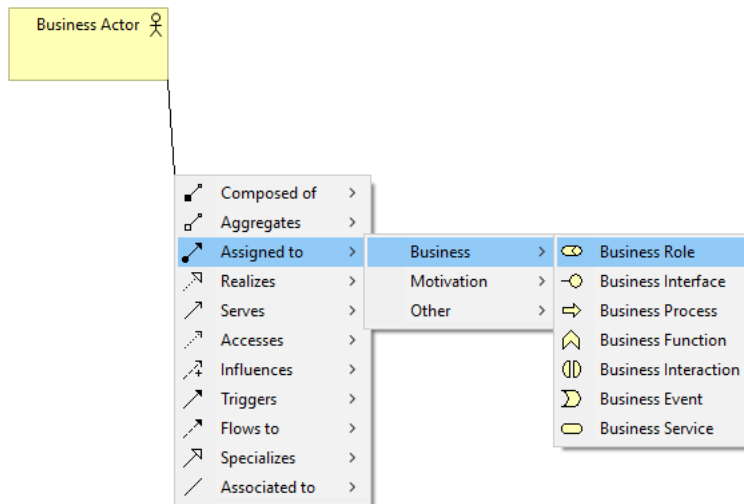 Business Actor
Composed of
Aggregates
Assigned to
Realizes
Serves
Accesses
Influences
Triggers
Flows to
Specializes
Associated to
Business
Motivation
Other
Business Role
Business Interface
Business Process
Business Function
Business Interaction
Business Event
Business Service